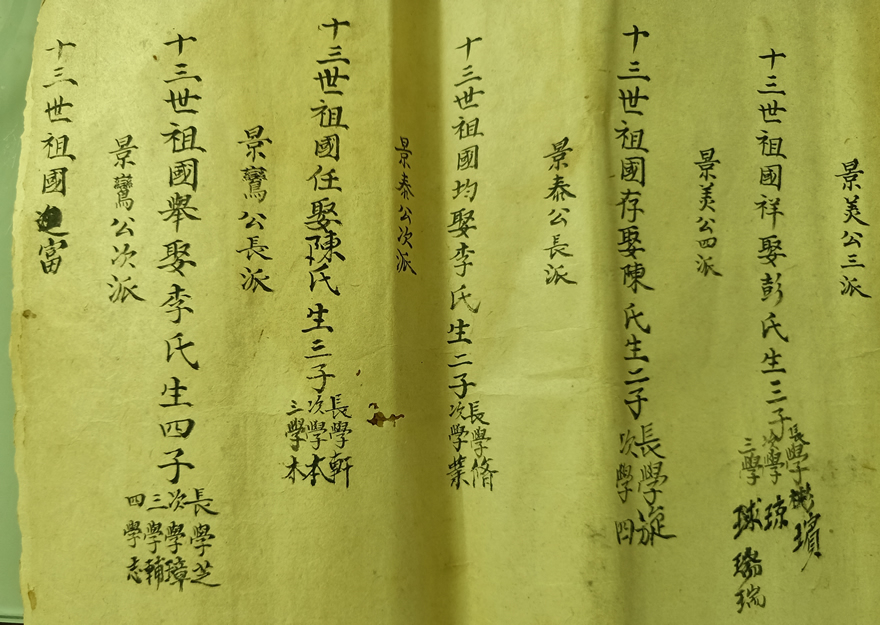 景美公三派
十三世祖國祥娶彭氏生三子
長學彬
次學琼
三學球
璸
瑞
景美公四派
十三世祖國存娶陳氏生二子
長學旋
次學四
景泰公長派
十三世祖國均娶李氏生二子
長學脩
次學業
景泰公次派
十三世祖國任娶陳氏生三子
長學軒
次學本
三學木
景鸞公長派
十三世祖國舉娶李氏生四子
長學芝
次學璋
三學輔
四學志
景鸞公次派
十三世祖國富